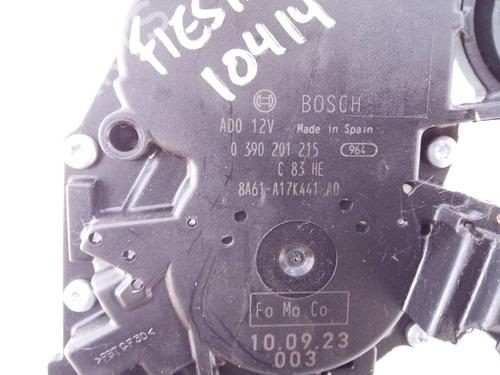 FIESTA
10414
BOSCH
AD0 12V - Made in Spain
0 390 201 215 964
C 83 HE
8A61-A17K441-AD
Fo Mo Co
10.09.23
003